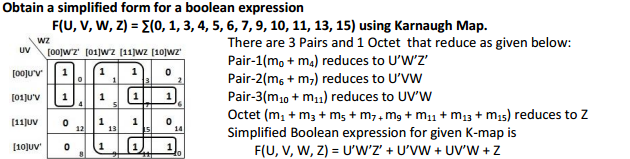 Obtain a simplified form for a boolean expression
F(U, V, W, Z) = ∑(0, 1, 3, 4, 5, 6, 7, 9, 10, 11, 13, 15) using Karnaugh Map.
WZ
UV
[00]W'Z' [01]W'Z [11]WZ [10]WZ'
[00]U'V' 1 0 1 1 1 3 0 2
[01]U'V 1 4 1 5 1 7 1 6
[11]UV 0 12 1 13 1 15 0 14
[10]UV' 0 8 1 9 1 11 1 10
There are 3 Pairs and 1 Octet that reduce as given below:
Pair-1(m₀ + m₄) reduces to U'W'Z'
Pair-2(m₆ + m₇) reduces to U'VW
Pair-3(m₁₀ + m₁₁) reduces to UV'W
Octet (m₁ + m₃ + m₅ + m₇ , m₉ + m₁₁ + m₁₃ + m₁₅) reduces to Z
Simplified Boolean expression for given K-map is
F(U, V, W, Z) = U'W'Z' + U'VW + UV'W + Z